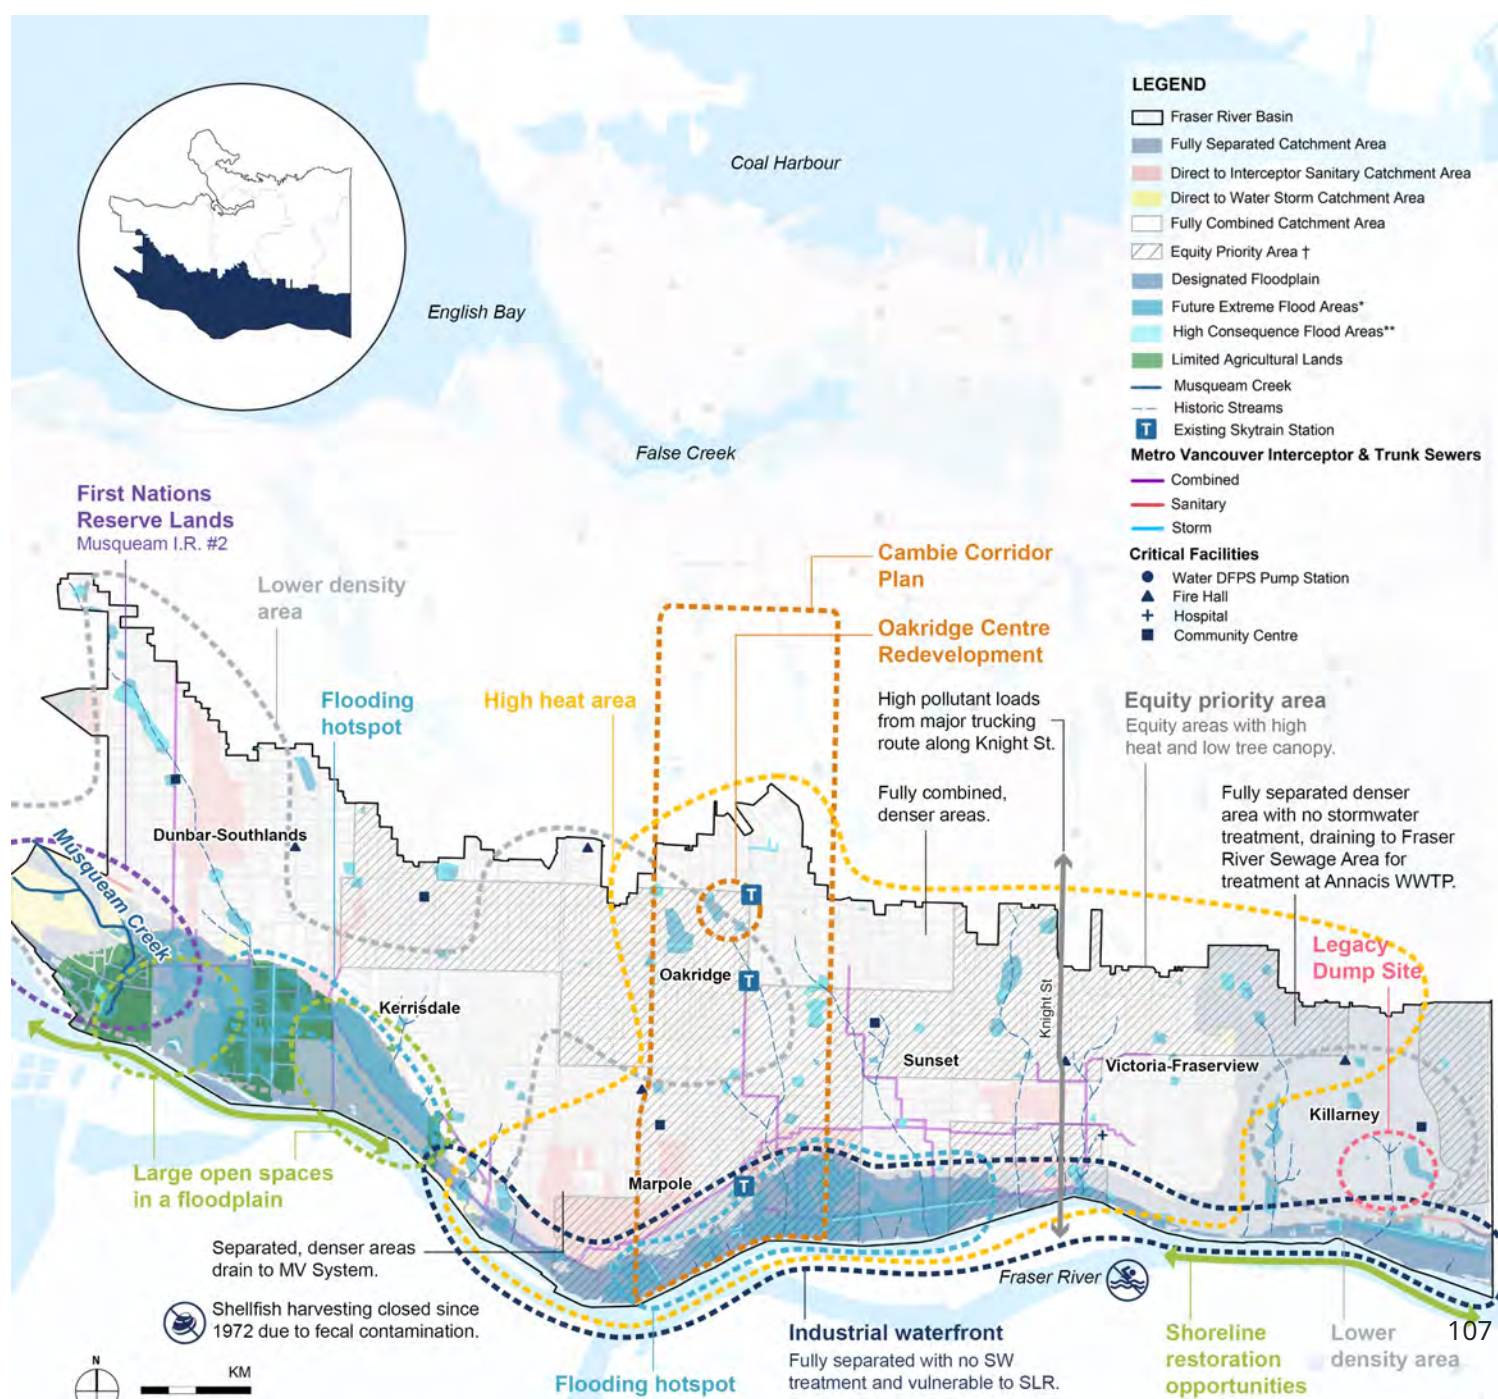 LEGEND
Fraser River Basin
Fully Separated Catchment Area
Direct to Interceptor Sanitary Catchment Area
Direct to Water Storm Catchment Area
Fully Combined Catchment Area
Equity Priority Area †
Designated Floodplain
Future Extreme Flood Areas*
High Consequence Flood Areas**
Limited Agricultural Lands
Musqueam Creek
Historic Streams
T Existing Skytrain Station
Metro Vancouver Interceptor & Trunk Sewers
Combined
Sanitary
Storm
Critical Facilities
Water DFPS Pump Station
Fire Hall
Hospital
Community Centre
Coal Harbour
English Bay
False Creek
First Nations
Reserve Lands
Musqueam I.R. #2
Lower density
area
Flooding
hotspot
High heat area
Cambie Corridor
Plan
Oakridge Centre
Redevelopment
High pollutant loads
from major trucking
route along Knight St.
Fully combined,
denser areas.
Equity priority area
Equity areas with high
heat and low tree canopy.
Fully separated denser
area with no stormwater
treatment, draining to Fraser
River Sewage Area for
treatment at Annacis WWTP.
Legacy
Dump Site
Dunbar-Southlands
Musqueam Creek
Kerrisdale
Oakridge
T
T
Sunset
Knight St
Victoria-Fraserview
Killarney
Marpole
T
Large open spaces
in a floodplain
Separated, denser areas
drain to MV System.
Shellfish harvesting closed since
1972 due to fecal contamination.
Fraser River
Industrial waterfront
Fully separated with no SW
treatment and vulnerable to SLR.
Flooding hotspot
Shoreline
restoration
opportunities
Lower
density area
107
N
KM